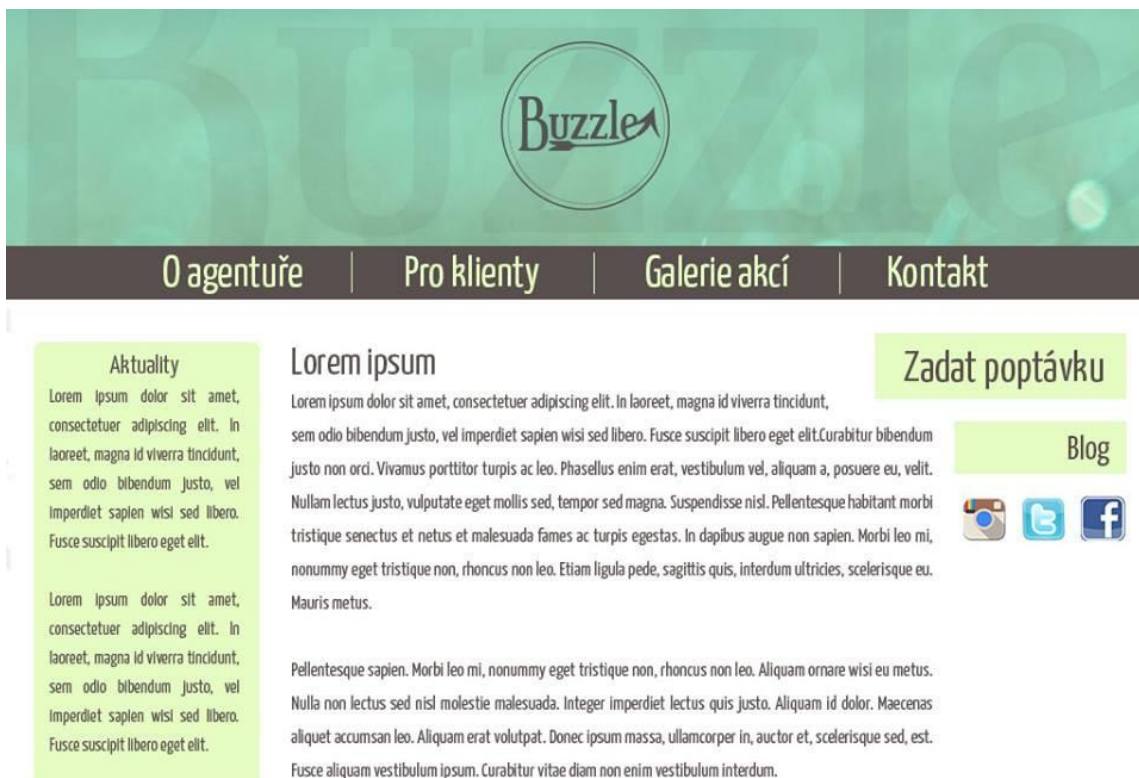 Buzzle
Buzzle
O agentuře
Pro klienty
Galerie akcí
Kontakt
Aktuality
Lorem ipsum dolor sit amet,
consectetuer adipiscing elit. In
laoreet, magna id viverra tincidunt,
sem odio bibendum justo, vel
imperdiet sapien wisi sed libero.
Fusce suscipit libero eget elit.
Lorem ipsum dolor sit amet,
consectetuer adipiscing elit. In
laoreet, magna id viverra tincidunt,
sem odio bibendum justo, vel
imperdiet sapien wisi sed libero.
Fusce suscipit libero eget elit.
Lorem ipsum
Lorem ipsum dolor sit amet, consectetuer adipiscing elit. In laoreet, magna id viverra tincidunt,
sem odio bibendum justo, vel imperdiet sapien wisi sed libero. Fusce suscipit libero eget elit.Curabitur bibendum
justo non orci. Vivamus porttitor turpis ac leo. Phasellus enim erat, vestibulum vel, aliquam a, posuere eu, velit.
Nullam lectus justo, vulputate eget mollis sed, tempor sed magna. Suspendisse nisl. Pellentesque habitant morbi
tristique senectus et netus et malesuada fames ac turpis egestas. In dapibus augue non sapien. Morbi leo mi,
nonummy eget tristique non, rhoncus non leo. Etiam ligula pede, sagittis quis, interdum ultricies, scelerisque eu.
Mauris metus.
Pellentesque sapien. Morbi leo mi, nonummy eget tristique non, rhoncus non leo. Aliquam ornare wisi eu metus.
Nulla non lectus sed nisl molestie malesuada. Integer imperdiet lectus quis justo. Aliquam id dolor. Maecenas
aliquet accumsan leo. Aliquam erat volutpat. Donec ipsum massa, ullamcorper in, auctor et, scelerisque sed, est.
Fusce aliquam vestibulum ipsum. Curabitur vitae diam non enim vestibulum interdum.
Zadat poptávku
Blog